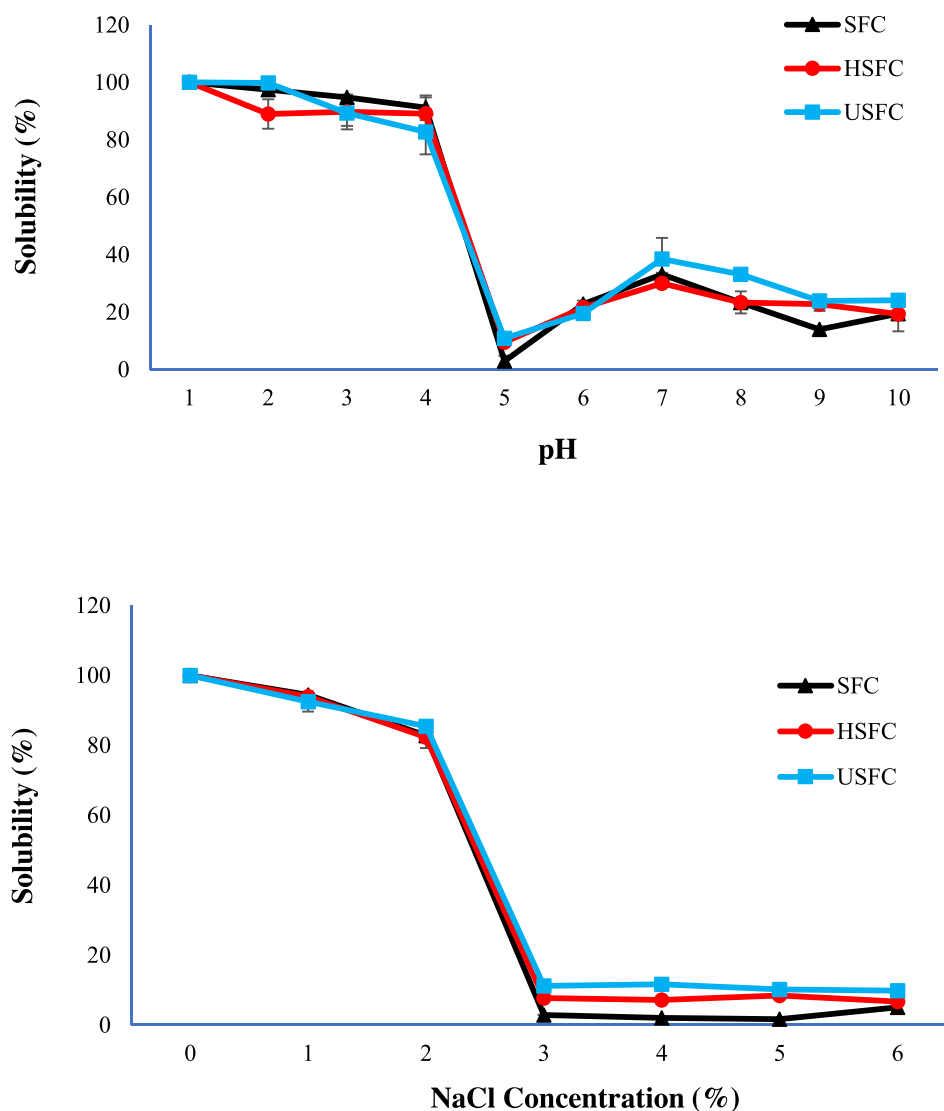 120
100
80
60
40
20
0
Solubility (%)
SFC
HSFC
USFC
1 2 3 4 5 6 7 8 9 10
pH
120
100
80
60
40
20
0
Solubility (%)
SFC
HSFC
USFC
0 1 2 3 4 5 6
NaCl Concentration (%)